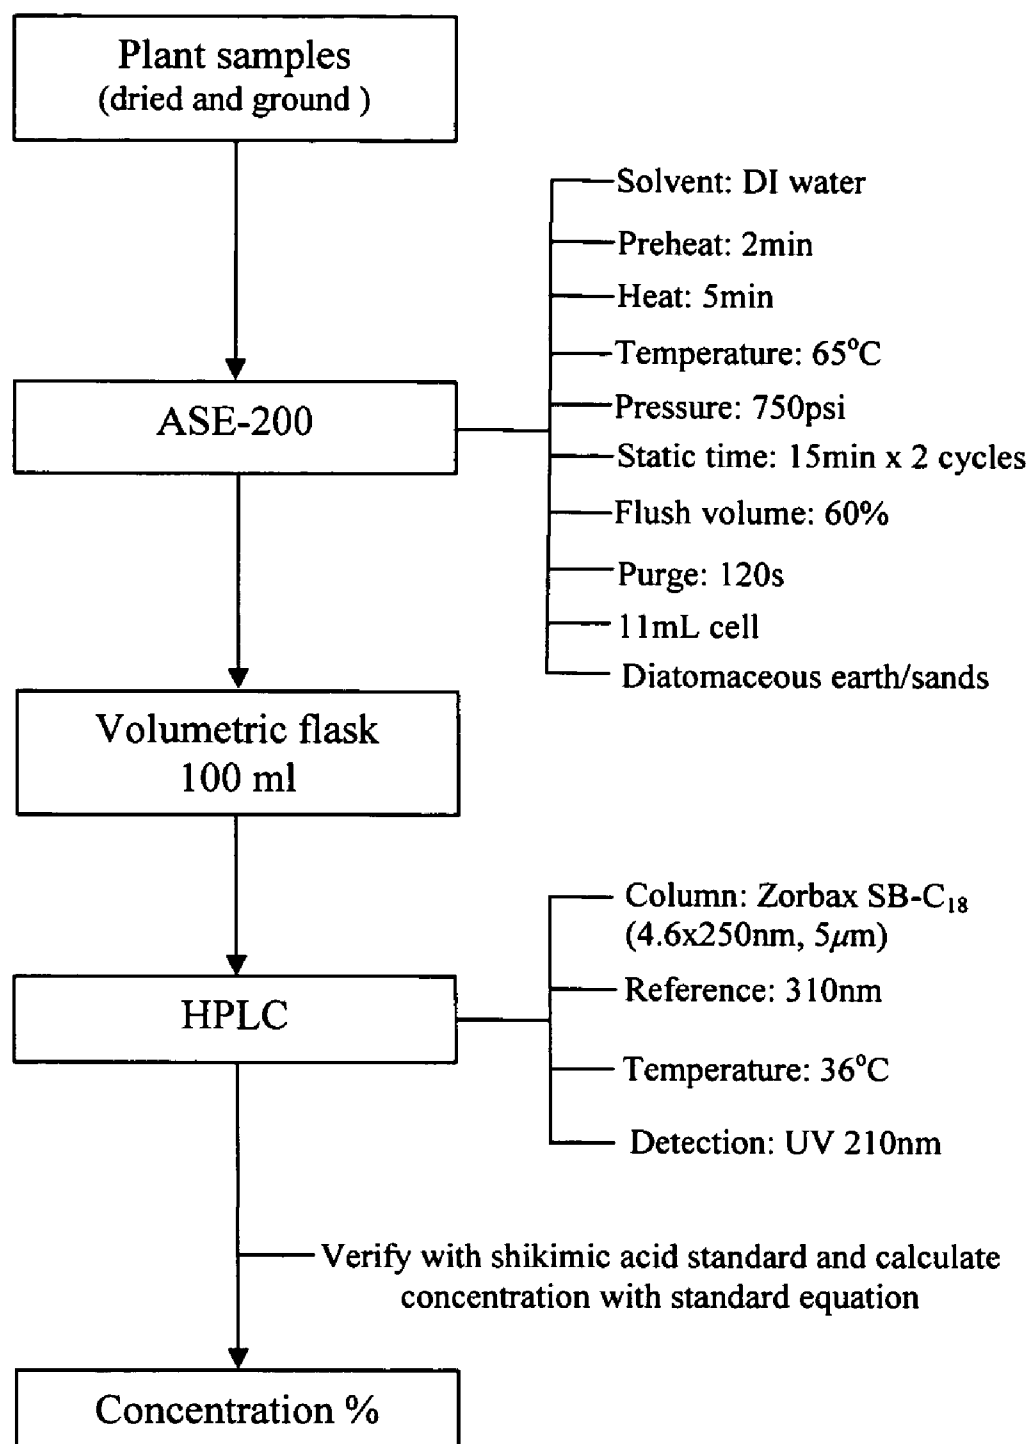 Plant samples
(dried and ground )
Solvent: DI water
Preheat: 2min
Heat: 5min
Temperature: 65°C
ASE-200
Pressure: 750psi
Static time: 15min x 2 cycles
Flush volume: 60%
Purge: 120s
11mL cell
Diatomaceous earth/sands
Volumetric flask
100 ml
Column: Zorbax SB-C₁₈
(4.6x250nm, 5μm)
HPLC
Reference: 310nm
Temperature: 36°C
Detection: UV 210nm
Verify with shikimic acid standard and calculate
concentration with standard equation
Concentration %